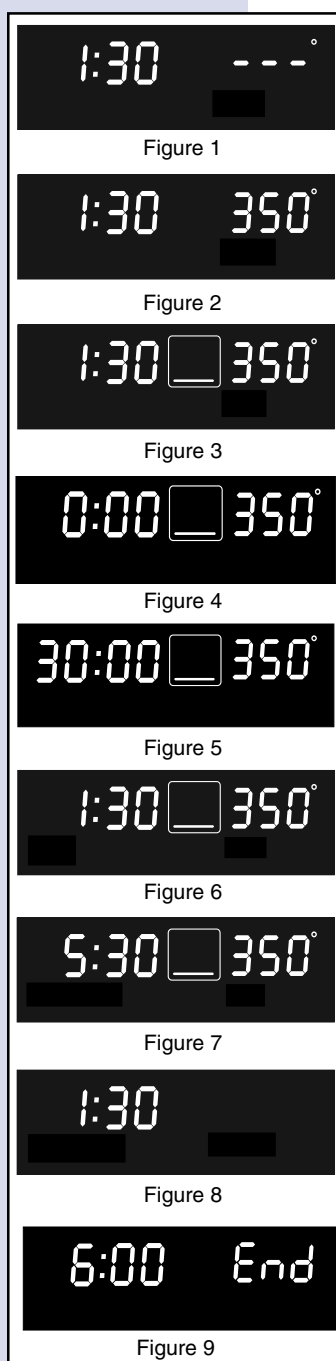 1:30 ---°
Figure 1
1:30 350°
Figure 2
1:30 350°
Figure 3
0:00 350°
Figure 4
30:00 350°
Figure 5
1:30 350°
Figure 6
5:30 350°
Figure 7
1:30
Figure 8
6:00 End
Figure 9